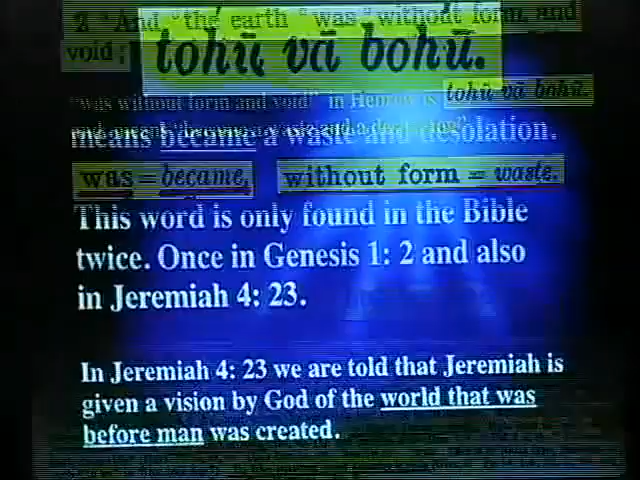 2 "And "the earth "was "without form, and
void;
tohū vā bohū.
"was without form and void" in Hebrew is tohū vā bohū.
means became a waste and desolation.
was = became, without form = waste.
This word is only found in the Bible
twice. Once in Genesis 1: 2 and also
in Jeremiah 4: 23.
In Jeremiah 4: 23 we are told that Jeremiah is
given a vision by God of the world that was
before man was created.